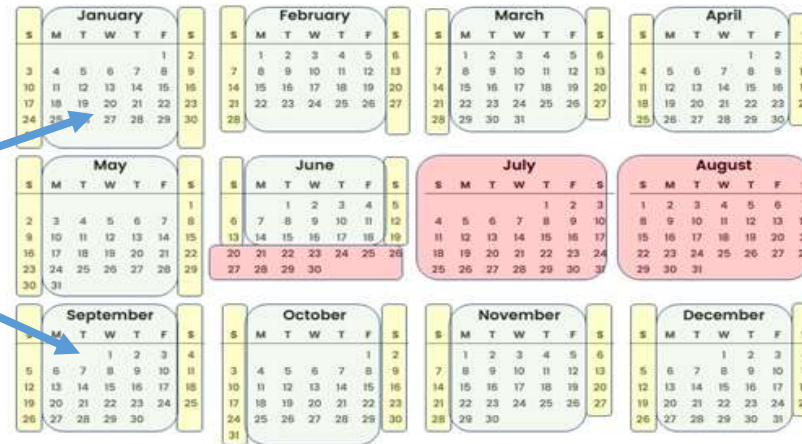 January
S M T W T F S
1 2
3 4 5 6 7 8 9
10 11 12 13 14 15 16
17 18 19 20 21 22 23
24 25 27 28 29 30
February
S M T W T F S
1 2 3 4 5 6
7 8 9 10 11 12 13
14 15 16 17 18 19 20
21 22 23 24 25 26 27
28
March
S M T W T F S
1 2 3 4 5 6
7 8 9 10 11 12 13
14 15 16 17 18 19 20
21 22 23 24 25 26 27
28 29 30 31
April
S M T W T F
1 2
4 5 6 7 8 9
11 12 13 14 15 16
18 19 20 21 22 23
25 26 27 28 29 30
May
S M T W T F S
1
2 3 4 5 6 7 8
9 10 11 12 13 14 15
16 17 18 19 20 21 22
23 24 25 26 27 28 29
30 31
June
S M T W T F S
1 2 3 4 5
6 7 8 9 10 11 12
13 14 15 16 17 18 19
20 21 22 23 24 25 26
27 28 29 30
July
S M T W T F S
1 2 3
4 5 6 7 8 9 10
11 12 13 14 15 16 17
18 19 20 21 22 23 24
25 26 27 28 29 30 31
August
S M T W T F
1 2 3 4 5 6
8 9 10 11 12 13
15 16 17 18 19 20
22 23 24 25 26 27
29 30 31
September
S M T W T F S
1 2 3 4
5 6 7 8 9 10 11
12 13 14 15 16 17 18
19 20 21 22 23 24 25
26 27 28 29 30
October
S M T W T F S
1 2
3 4 5 6 7 8 9
10 11 12 13 14 15 16
17 18 19 20 21 22 23
24 25 26 27 28 29 30
31
November
S M T W T F S
1 2 3 4 5 6
7 8 9 10 11 12 13
14 15 16 17 18 19 20
21 22 23 24 25 26 27
28 29 30
December
S M T W T F
1 2 3
5 6 7 8 9 10
12 13 14 15 16 17
19 20 21 22 23 24
26 27 28 29 30 31